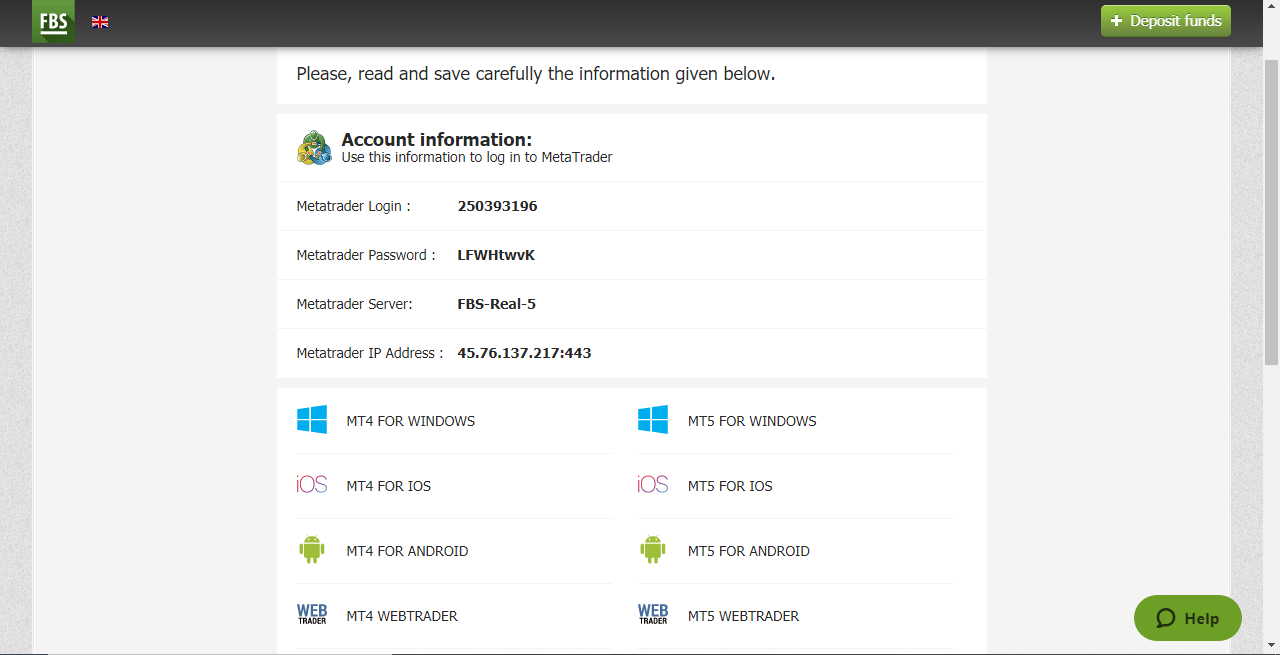 FBS
+ Deposit funds
Please, read and save carefully the information given below.
Account information:
Use this information to log in to MetaTrader
Metatrader Login : 250393196
Metatrader Password : LFWHtwvK
Metatrader Server: FBS-Real-5
Metatrader IP Address : 45.76.137.217:443
MT4 FOR WINDOWS MT5 FOR WINDOWS
iOS MT4 FOR IOS iOS MT5 FOR IOS
MT4 FOR ANDROID MT5 FOR ANDROID
WEB TRADER MT4 WEBTRADER WEB TRADER MT5 WEBTRADER
Help